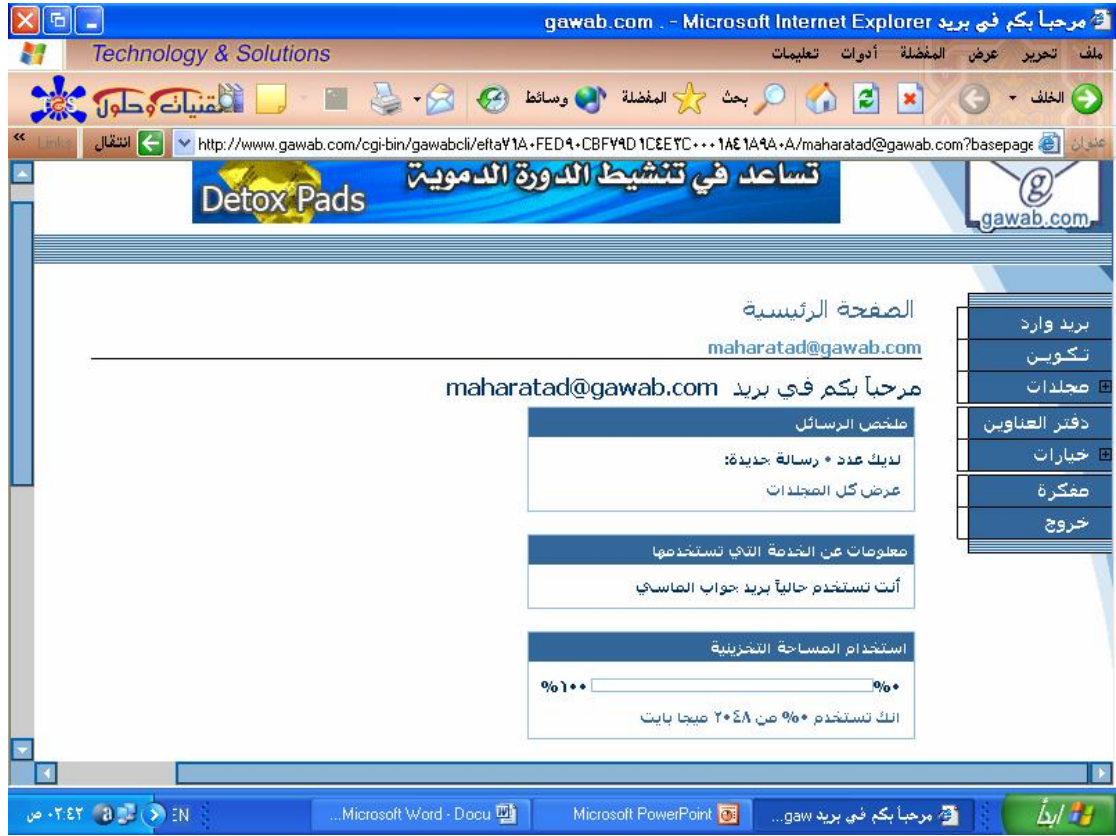 مرحباً بكم في بريد gawab.com . - Microsoft Internet Explorer
ملف تحرير عرض المفضلة أدوات تعليمات
Technology & Solutions
الخلف بحث المفضلة وسائط
تقنيات وحلول
T&S
عنوان
انتقال Links
تساعد في تنشيط الدورة الدموية
Detox Pads
gawab.com
بريد وارد
تكوين
مجلدات
دفتر العناوين
خيارات
مفكرة
خروج
الصفحة الرئيسية
maharatad@gawab.com
مرحباً بكم في بريد maharatad@gawab.com
ملخص الرسائل
لديك عدد ٠ رسالة جديدة:
عرض كل المجلدات
معلومات عن الخدمة التي تستخدمها
أنت تستخدم حالياً بريد جواب الماسي
استخدام المساحة التخزينية
٠% ١٠٠%
انك تستخدم ٠% من ٢٠٤٨ ميجا بايت
ابدأ
مرحباً بكم في بريد gaw...
Microsoft PowerPoint
Microsoft Word - Docu...
EN
٠٢:٤٢ ص